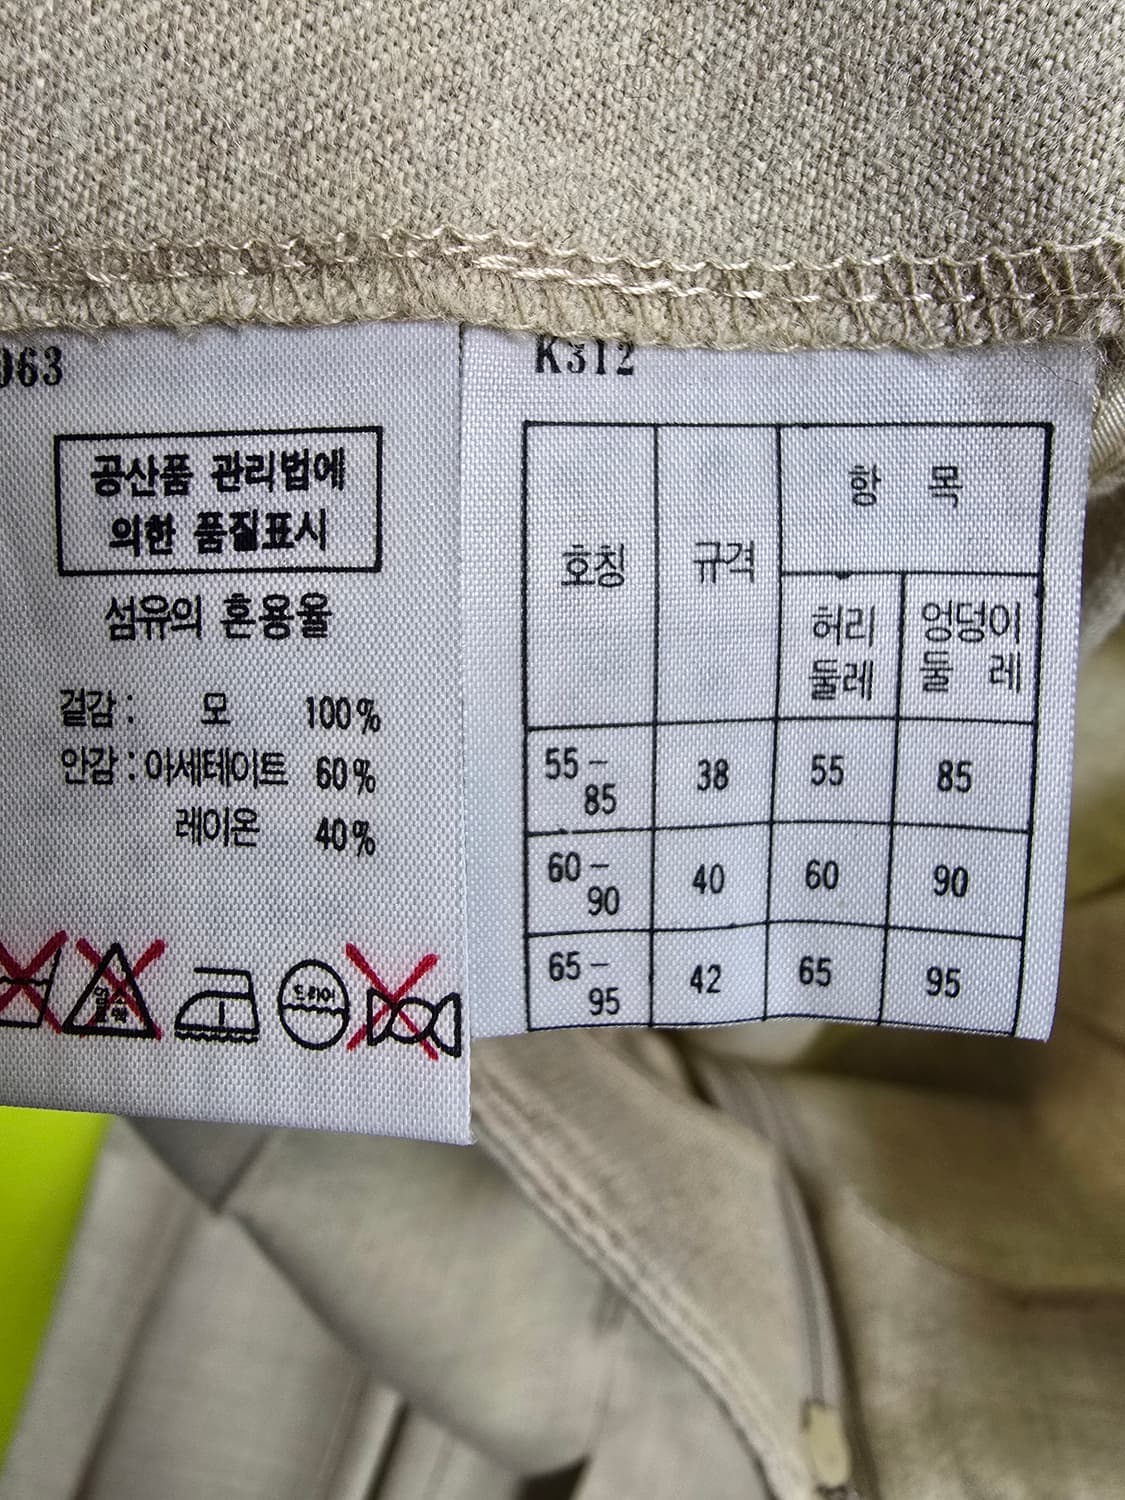 063
공산품 관리법에
의한 품질표시
섬유의 혼용율
겉감 : 모 100%
안감 : 아세테이트 60%
레이온 40%
드라이
K312
호칭 규격 항 목
허리 둘레 엉덩이 둘 레
55-85 38 55 85
60-90 40 60 90
65-95 42 65 95